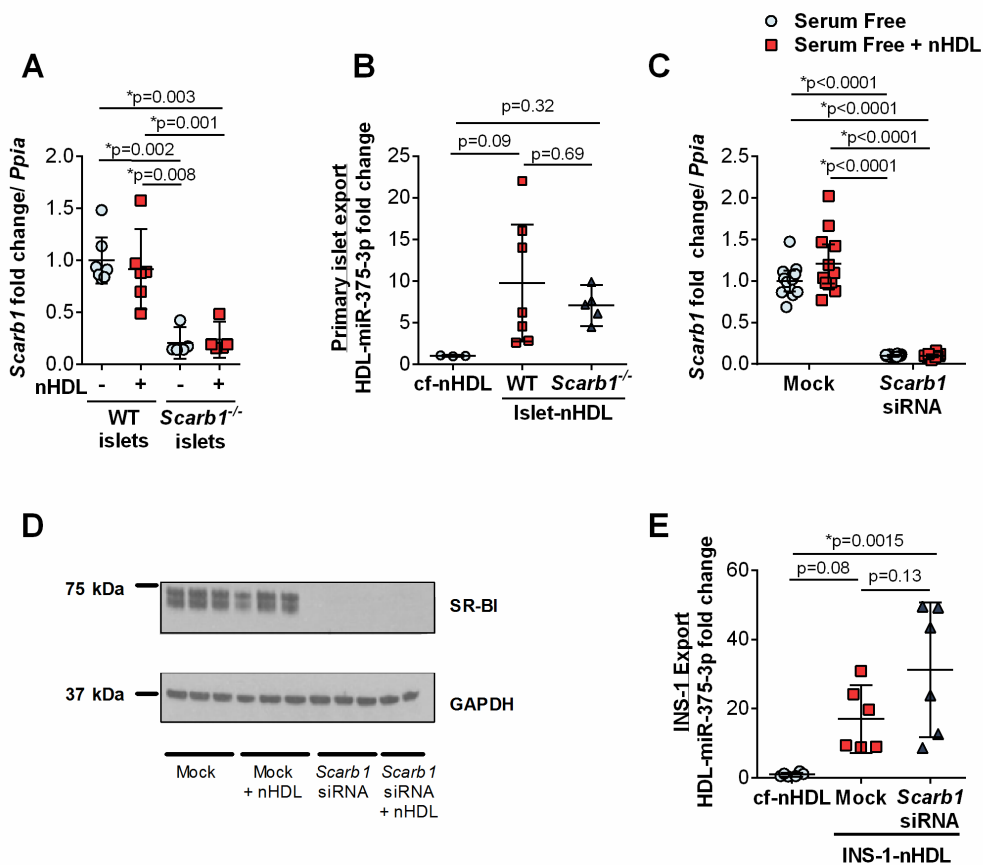 Serum Free
Serum Free + nHDL
A
*p=0.003
*p=0.001
*p=0.002
*p=0.008
Scarb1 fold change/ Ppia
2.0
1.5
1.0
0.5
0.0
nHDL - + - +
WT islets
Scarb1-/- islets
B
p=0.32
p=0.09
p=0.69
Primary islet export
HDL-miR-375-3p fold change
25
20
15
10
5
0
cf-nHDL WT Scarb1-/-
Islet-nHDL
C
*p<0.0001
*p<0.0001
*p<0.0001
*p<0.0001
Scarb1 fold change/ Ppia
2.5
2.0
1.5
1.0
0.5
0.0
Mock
Scarb1
siRNA
D
75 kDa
SR-BI
37 kDa
GAPDH
Mock
Mock
+ nHDL
Scarb1
siRNA
Scarb1
siRNA
+ nHDL
E
*p=0.0015
p=0.08
p=0.13
INS-1 Export
HDL-miR-375-3p fold change
60
40
20
0
cf-nHDL Mock Scarb1
siRNA
INS-1-nHDL